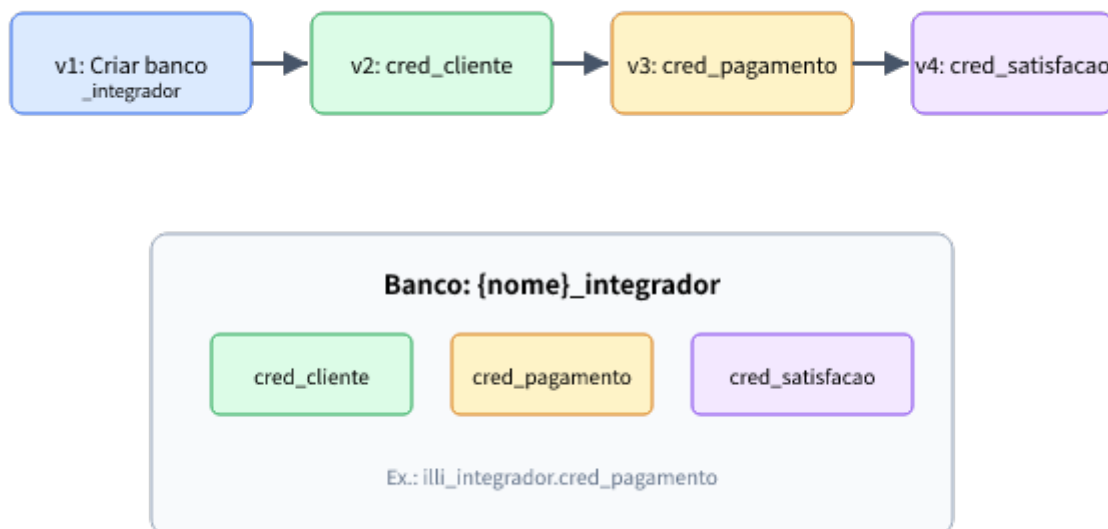 v1: Criar banco
_integrador
v2: cred_cliente
v3: cred_pagamento
v4: cred_satisfacao
Banco: {nome}_integrador
cred_cliente
cred_pagamento
cred_satisfacao
Ex.: illi_integrador.cred_pagamento